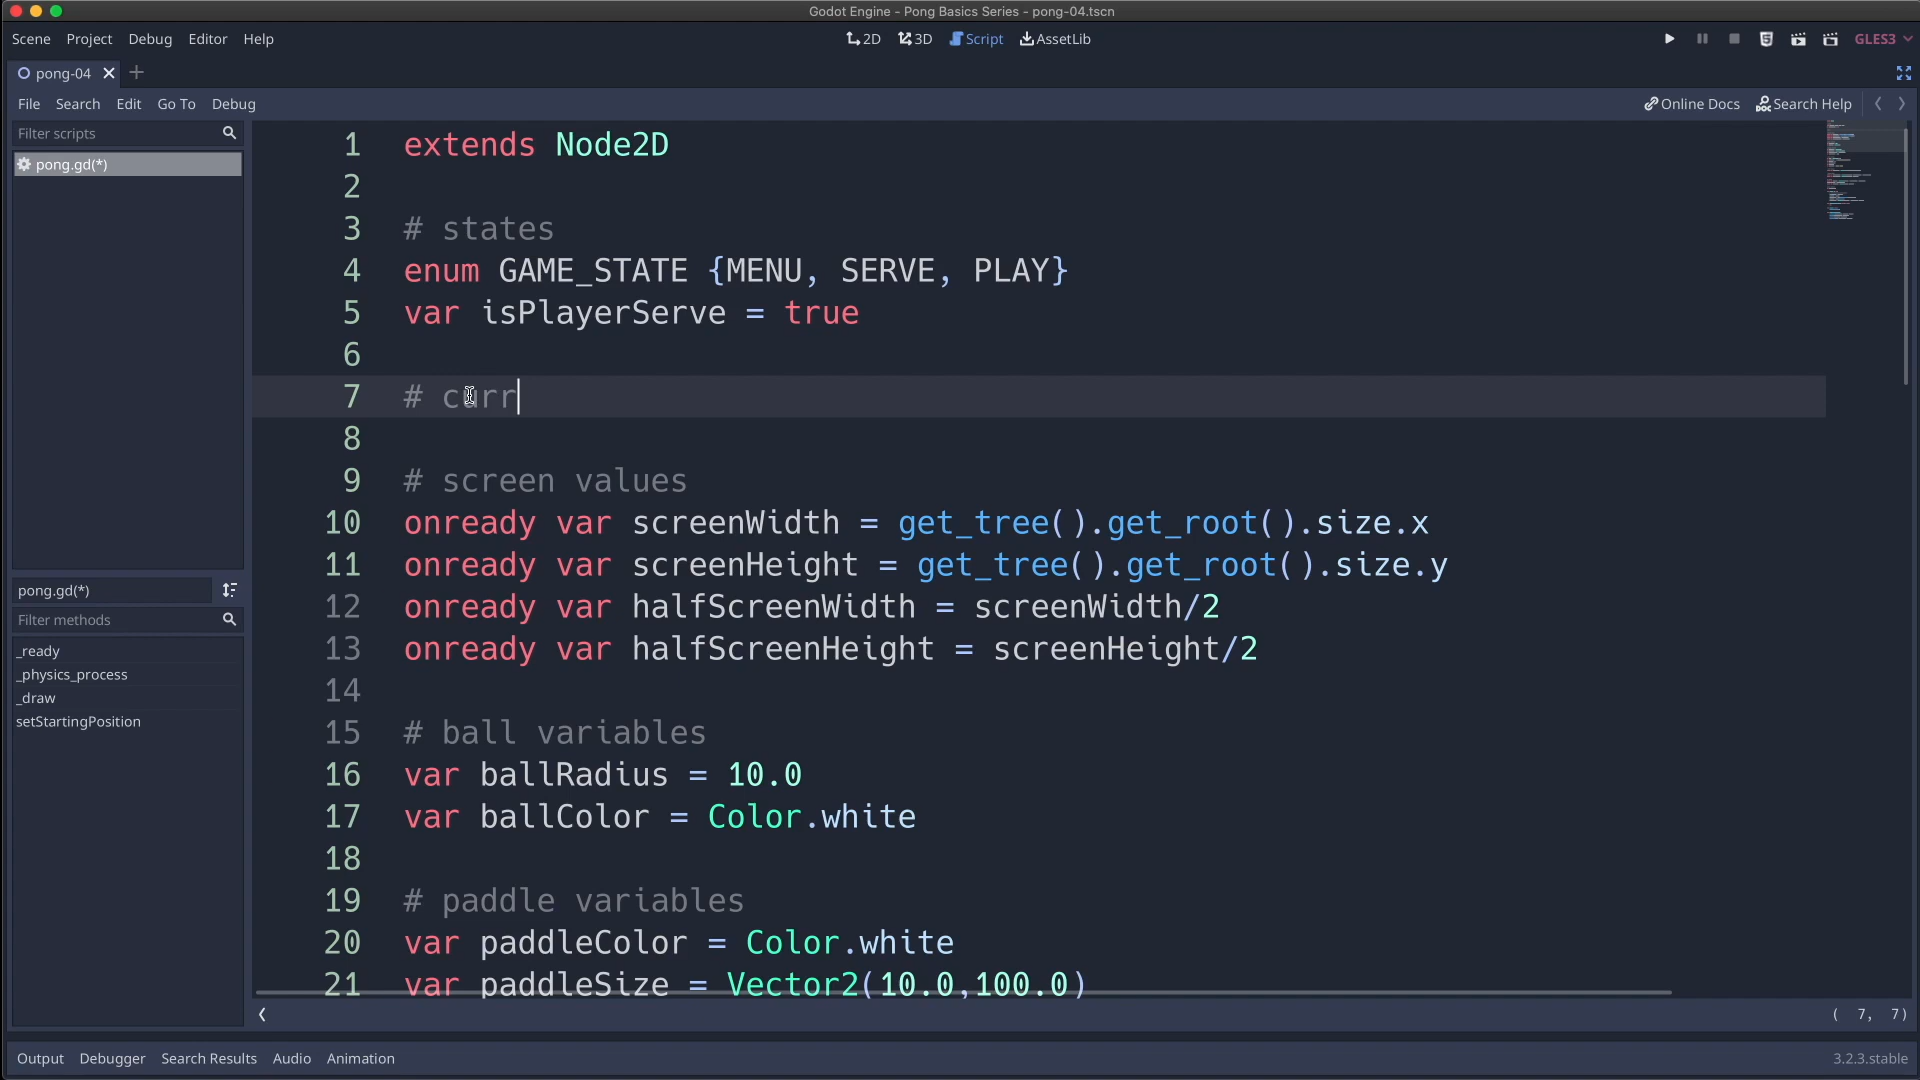 Godot Engine - Pong Basics Series - pong-04.tscn
Scene Project Debug Editor Help
2D 3D Script AssetLib
GLES3
pong-04
File Search Edit Go To Debug
Online Docs Search Help
Filter scripts
pong.gd(*)
pong.gd(*)
Filter methods
_ready
_physics_process
_draw
setStartingPosition
1 extends Node2D
2
3 # states
4 enum GAME_STATE {MENU, SERVE, PLAY}
5 var isPlayerServe = true
6
7 # curr
8
9 # screen values
10 onready var screenWidth = get_tree().get_root().size.x
11 onready var screenHeight = get_tree().get_root().size.y
12 onready var halfScreenWidth = screenWidth/2
13 onready var halfScreenHeight = screenHeight/2
14
15 # ball variables
16 var ballRadius = 10.0
17 var ballColor = Color.white
18
19 # paddle variables
20 var paddleColor = Color.white
21 var paddleSize = Vector2(10.0,100.0)
( 7, 7)
Output Debugger Search Results Audio Animation
3.2.3.stable